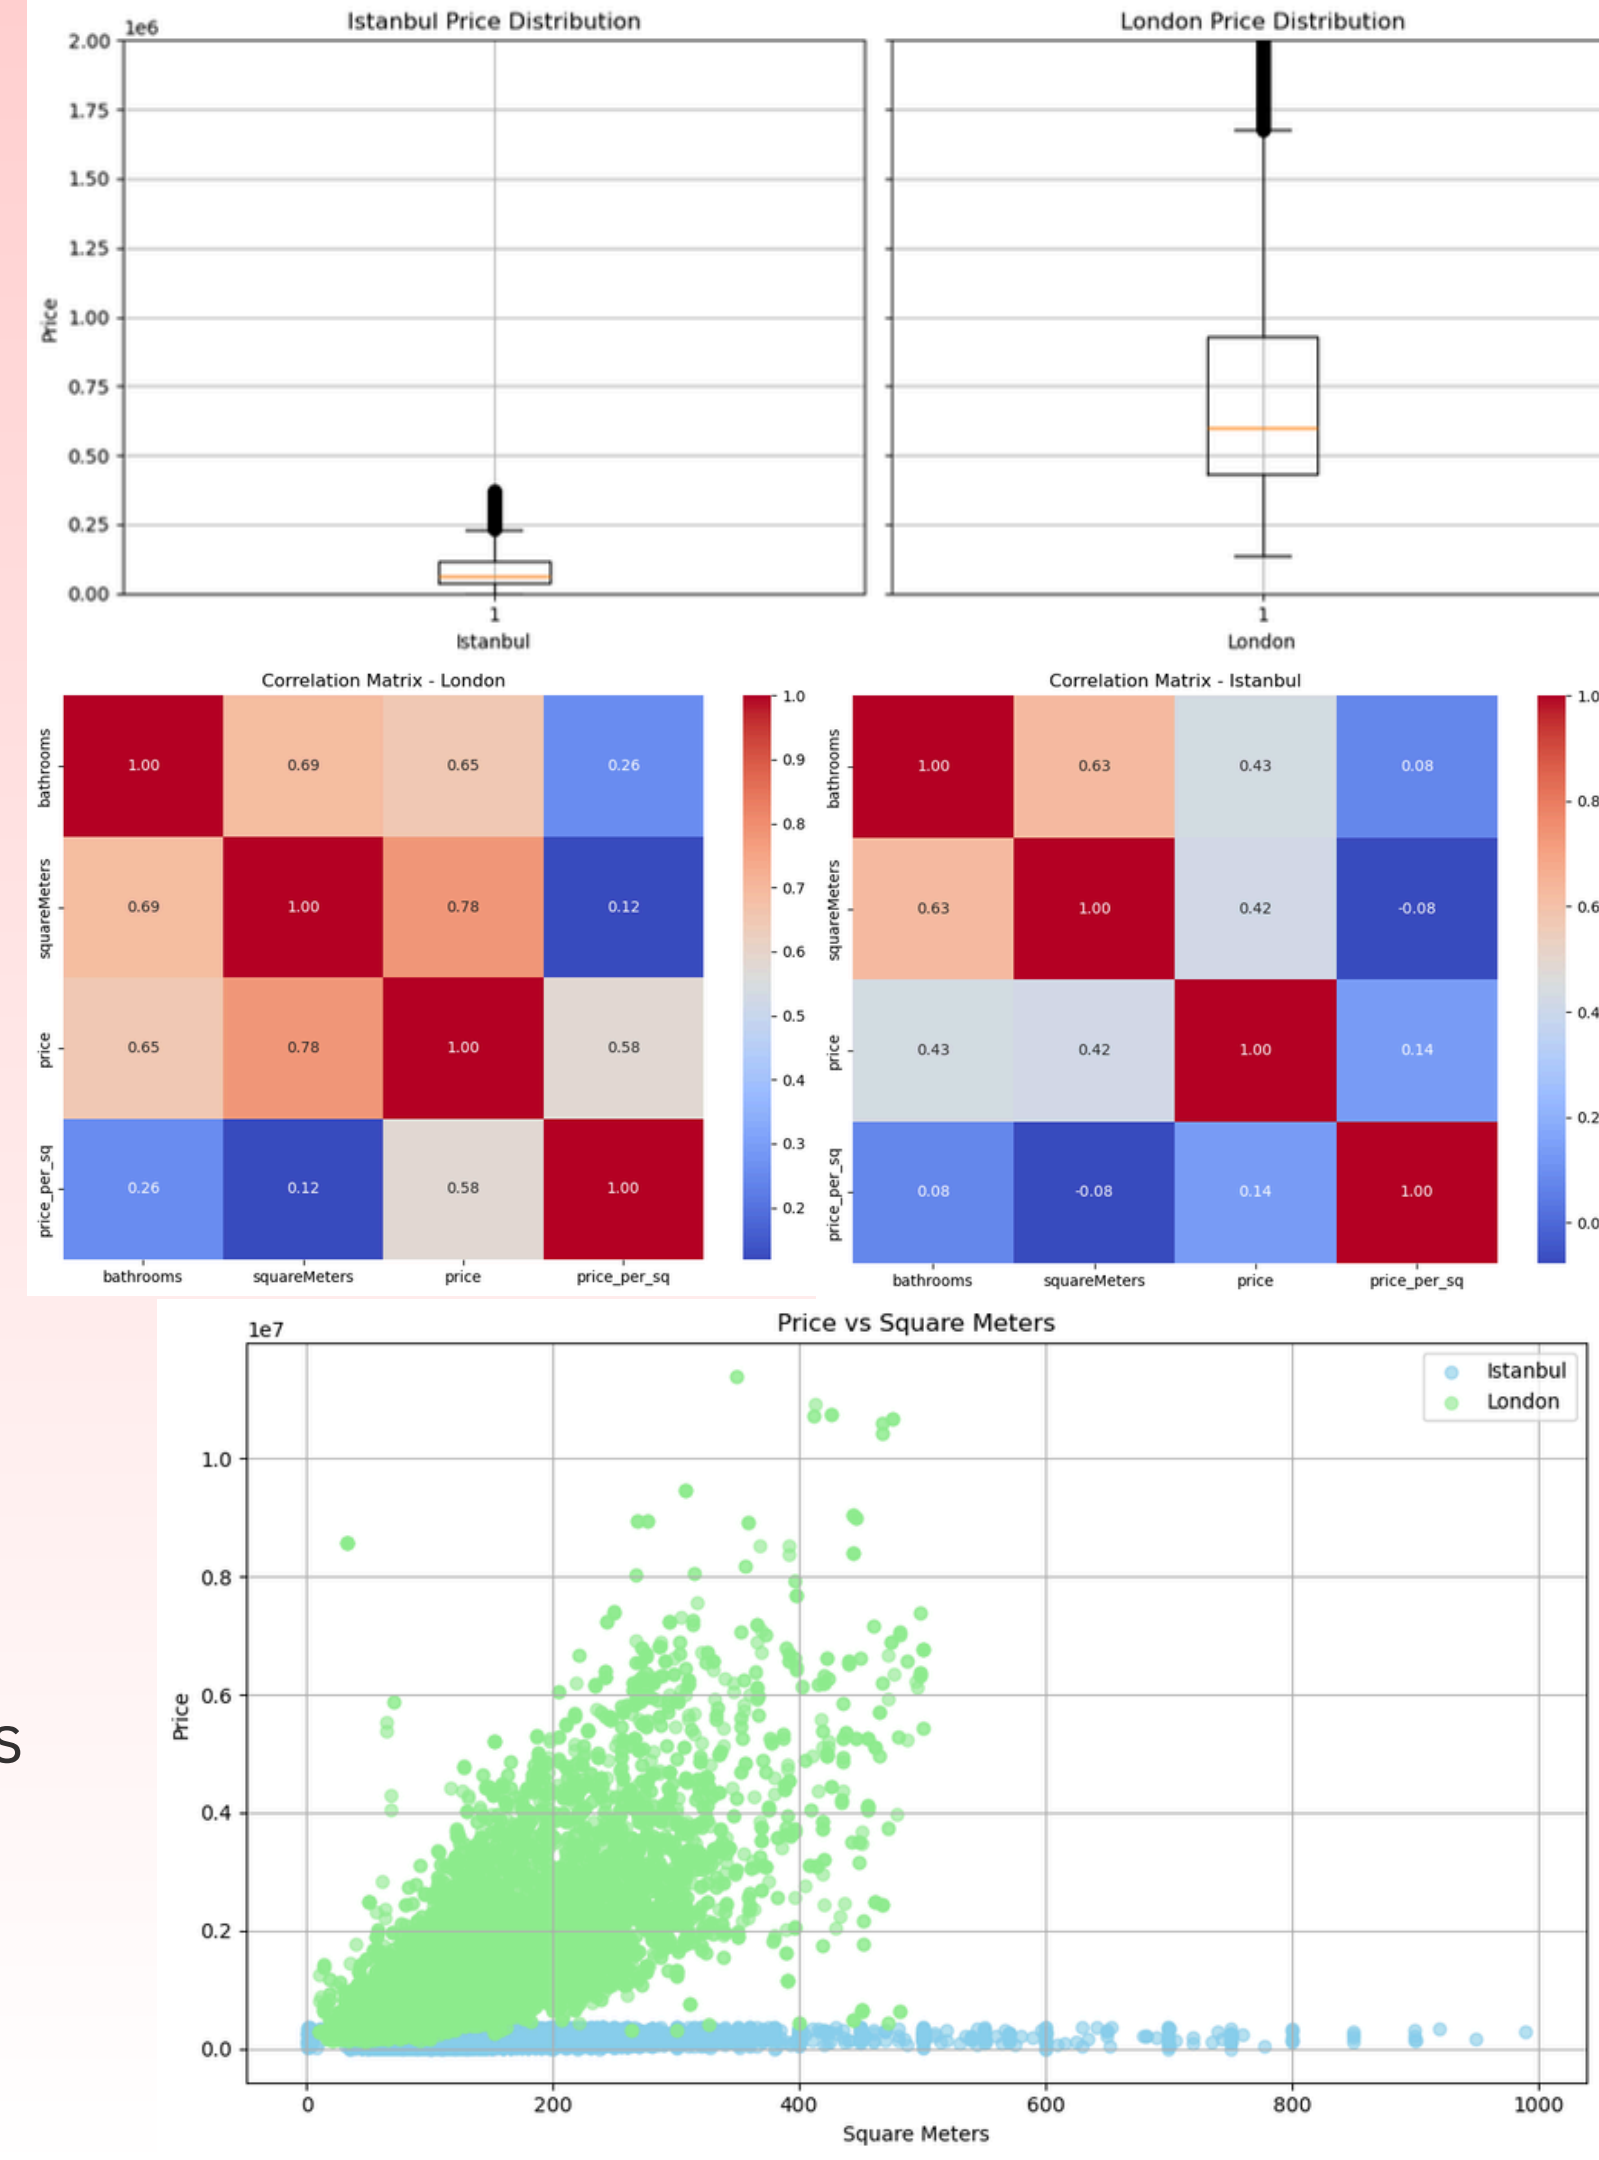 Istanbul Price Distribution
London Price Distribution
1e6
2.00
1.75
1.50
1.25
1.00
0.75
0.50
0.25
0.00
Price
1
1
Istanbul
London
Correlation Matrix - London
bathrooms
1.00 0.69 0.65 0.26
squareMeters
0.69 1.00 0.78 0.12
price
0.65 0.78 1.00 0.58
price_per_sq
0.26 0.12 0.58 1.00
bathrooms squareMeters price price_per_sq
1.0
0.9
0.8
0.7
0.6
0.5
0.4
0.3
0.2
Correlation Matrix - Istanbul
bathrooms
1.00 0.63 0.43 0.08
squareMeters
0.63 1.00 0.42 -0.08
price
0.43 0.42 1.00 0.14
price_per_sq
0.08 -0.08 0.14 1.00
bathrooms squareMeters price price_per_sq
1.0
0.8
0.6
0.4
0.2
0.0
s
Price vs Square Meters
1e7
Istanbul
London
1.0
0.8
0.6
0.4
0.2
0.0
Price
0 200 400 600 800 1000
Square Meters